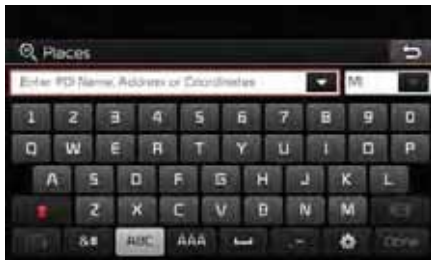 Places
Enter POI Name, Address or Coordinates MI
1 2 3 4 5 6 7 8 9 0
Q W E R T Y U I O P
A S D F G H J K L
Z X C V B N M
&# ABC ÀÄÂ .- Done